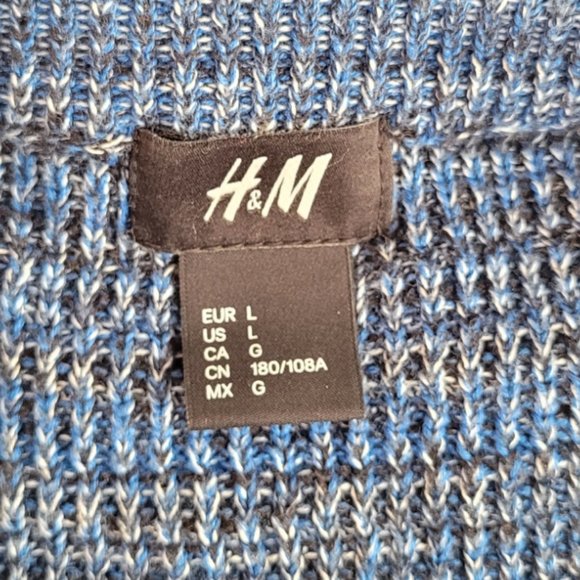 H&M
EUR L
US L
CA G
CN 180/108A
MX G